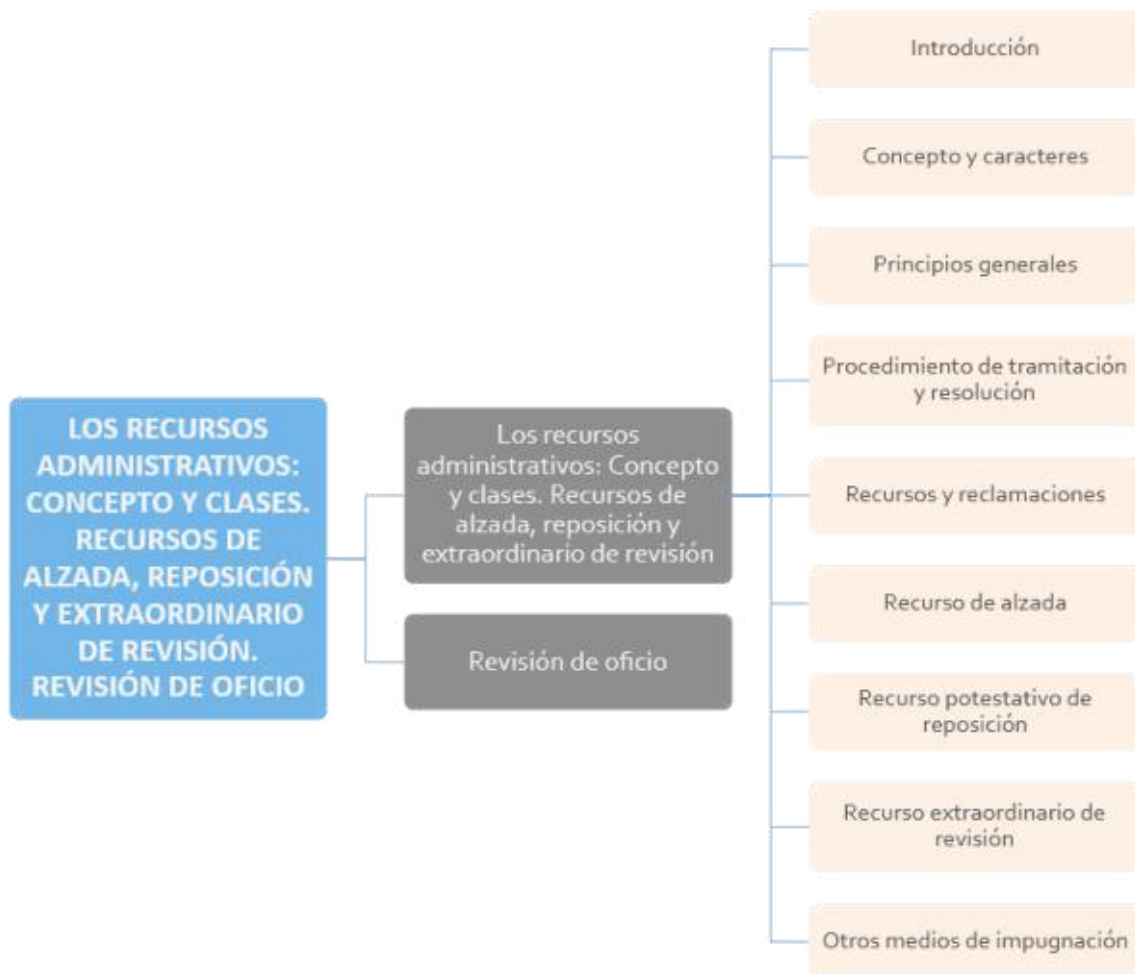 LOS RECURSOS
ADMINISTRATIVOS:
CONCEPTO Y CLASES.
RECURSOS DE
ALZADA, REPOSICIÓN
Y EXTRAORDINARIO
DE REVISIÓN.
REVISIÓN DE OFICIO
Los recursos
administrativos: Concepto
y clases. Recursos de
alzada, reposición y
extraordinario de revisión
Revisión de oficio
Introducción
Concepto y caracteres
Principios generales
Procedimiento de tramitación
y resolución
Recursos y reclamaciones
Recurso de alzada
Recurso potestativo de
reposición
Recurso extraordinario de
revisión
Otros medios de impugnación